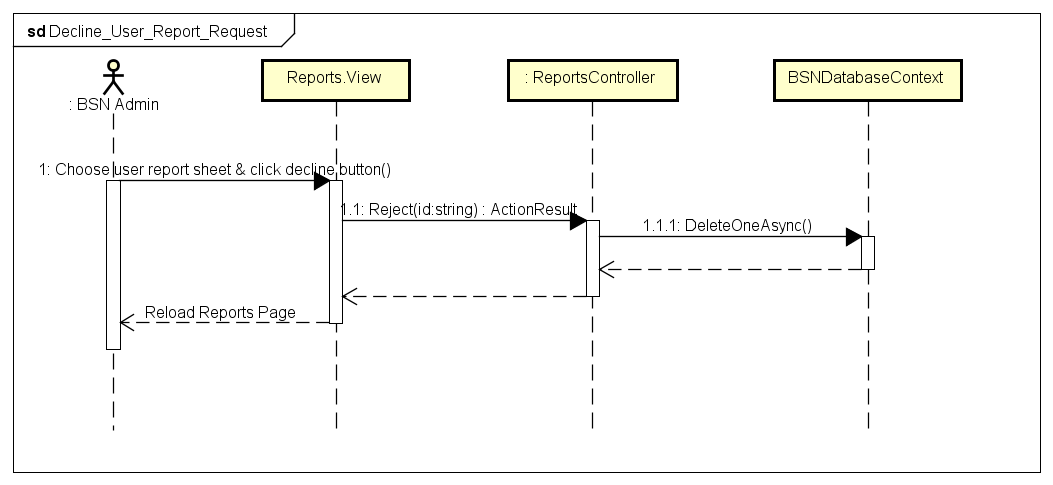 sd Decline_User_Report_Request
: BSN Admin
Reports.View
: ReportsController
BSNDatabaseContext
1: Choose user report sheet & click decline button()
1.1: Reject(id:string) : ActionResult
1.1.1: DeleteOneAsync()
Reload Reports Page